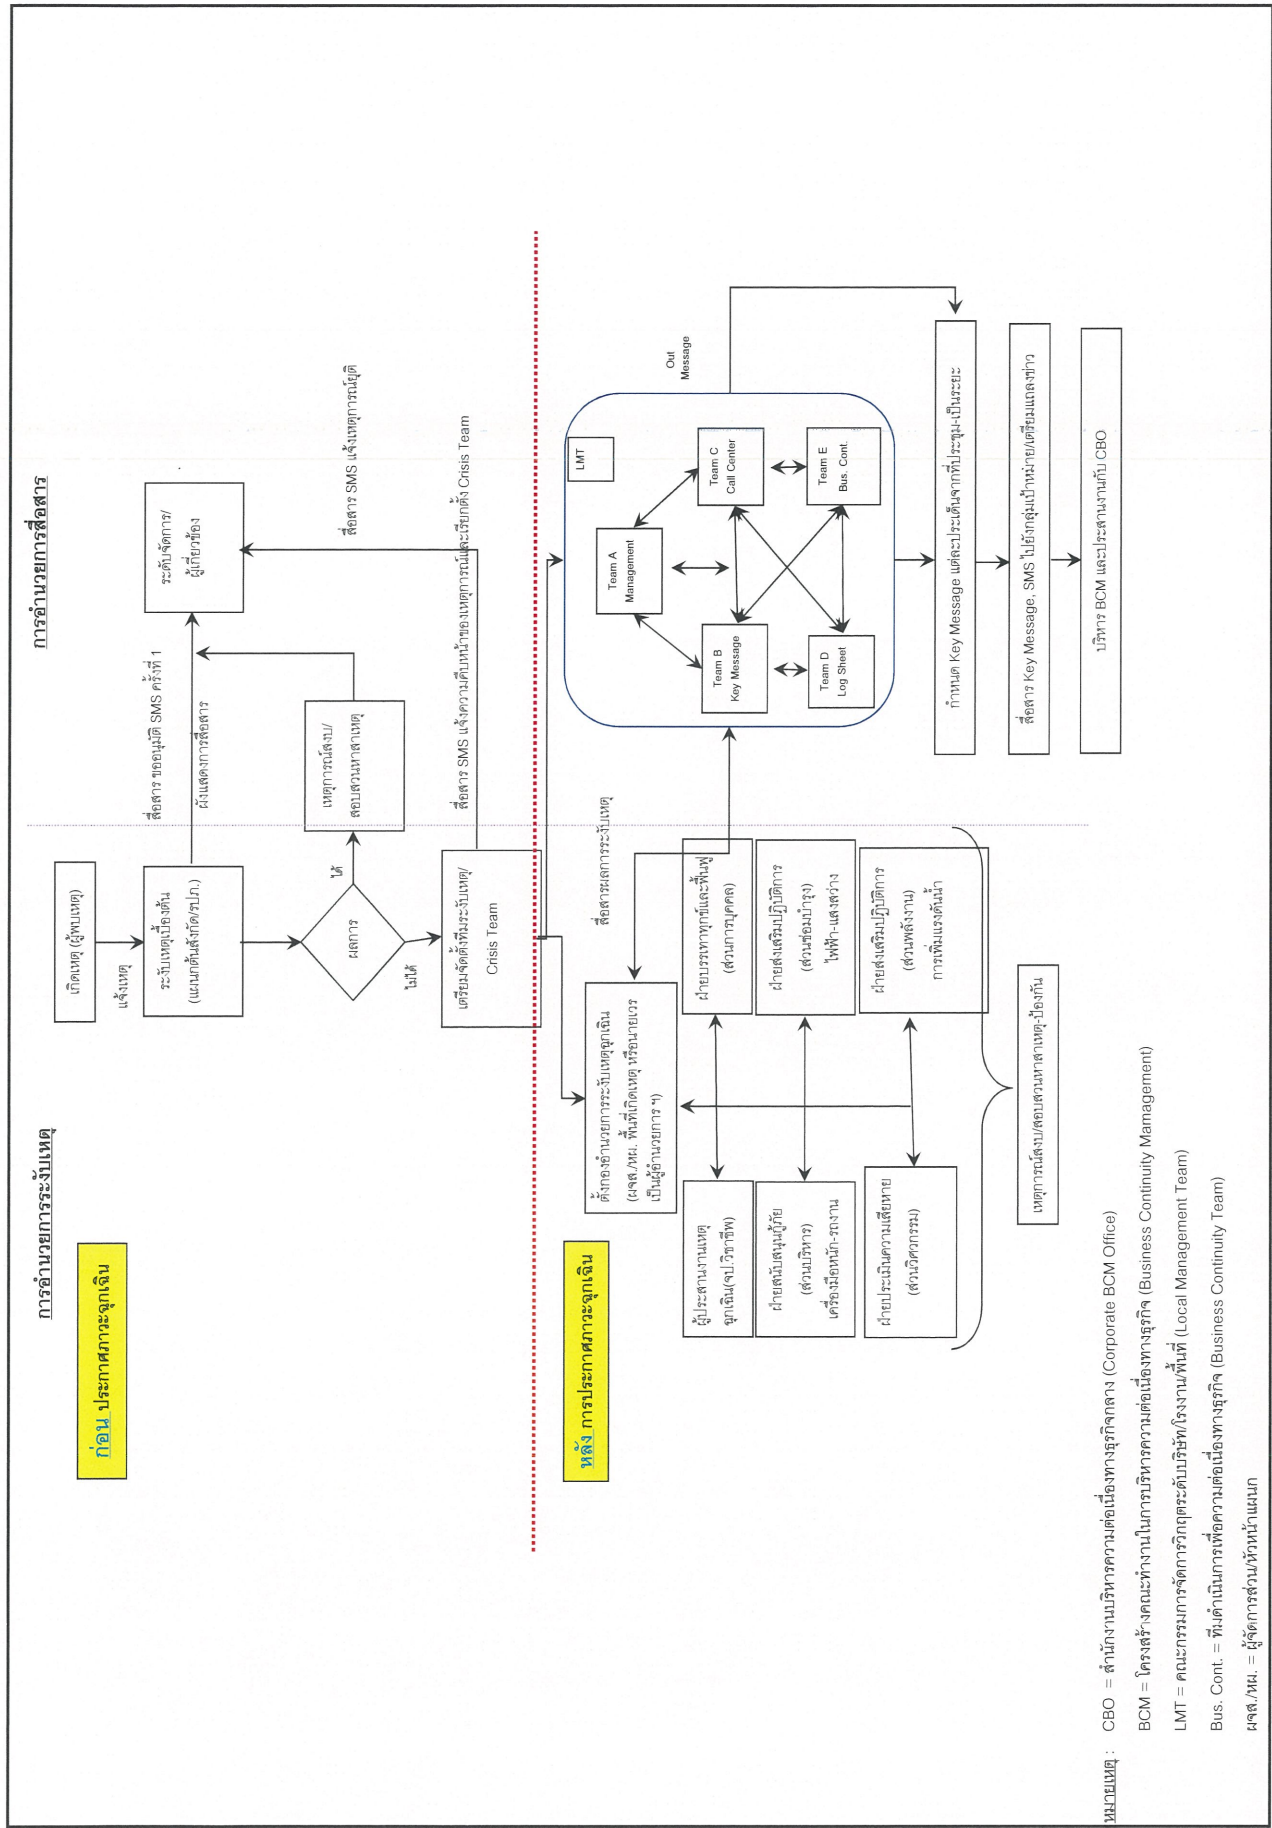 การอำนวยการระงับเหตุ
การอำนวยการสื่อสาร
ก่อน ประกาศภาวะฉุกเฉิน
เกิดเหตุ (ผู้พบเหตุ)
แจ้งเหตุ
ระงับเหตุเบื้องต้น
(แผนกต้นสังกัด/รปภ.)
สื่อสาร ขออนุมัติ SMS ครั้งที่ 1
ผังแสดงการสื่อสาร
ระดับจัดการ/
ผู้เกี่ยวข้อง
ผลการ
ได้
ไม่ได้
เหตุการณ์สงบ/
สอบสวนหาสาเหตุ
สื่อสาร SMS แจ้งเหตุการณ์ยุติ
เตรียมจัดตั้งทีมระงับเหตุ/
Crisis Team
สื่อสาร SMS แจ้งความคืบหน้าของเหตุการณ์และเรียกตั้ง Crisis Team
หลัง การประกาศภาวะฉุกเฉิน
ตั้งกองอำนวยการระงับเหตุฉุกเฉิน
(ผจส./หผ. พื้นที่เกิดเหตุ หรือนายเวร
เป็นผู้อำนวยการ ฯ)
สื่อสารผลการระงับเหตุ
ผู้ประสานงานเหตุ
ฉุกเฉิน(จป.วิชาชีพ)
ฝ่ายบรรเทาทุกข์และฟื้นฟู
(ส่วนการบุคคล)
ฝ่ายสนับสนุนกู้ภัย
(ส่วนบริหาร)
เครื่องมือหนัก-รถงาน
ฝ่ายส่งเสริมปฏิบัติการ
(ส่วนซ่อมบำรุง)
ไฟฟ้า-แสงสว่าง
ฝ่ายประเมินความเสียหาย
(ส่วนวิศวกรรม)
ฝ่ายส่งเสริมปฏิบัติการ
(ส่วนพลังงาน)
การเพิ่มแรงดันน้ำ
เหตุการณ์สงบ/สอบสวนหาสาเหตุ-ป้องกัน
LMT
Team A
Management
Team B
Key Message
Team C
Call Center
Team D
Log Sheet
Team E
Bus. Cont.
Out
Message
กำหนด Key Message แต่ละประเด็นจากที่ประชุม-เป็นระยะ
สื่อสาร Key Message, SMS ไปยังกลุ่มเป้าหมาย/เตรียมแถลงข่าว
บริหาร BCM และประสานงานกับ CBO
หมายเหตุ : CBO = สำนักงานบริหารความต่อเนื่องทางธุรกิจกลาง (Corporate BCM Office)
BCM = โครงสร้างคณะทำงานในการบริหารความต่อเนื่องทางธุรกิจ (Business Continuity Mamagement)
LMT = คณะกรรมการจัดการวิกฤตระดับบริษัท/โรงงาน/พื้นที่ (Local Management Team)
Bus. Cont. = ทีมดำเนินการเพื่อความต่อเนื่องทางธุรกิจ (Business Continuity Team)
ผจส./หผ. = ผู้จัดการส่วน/หัวหน้าแผนก